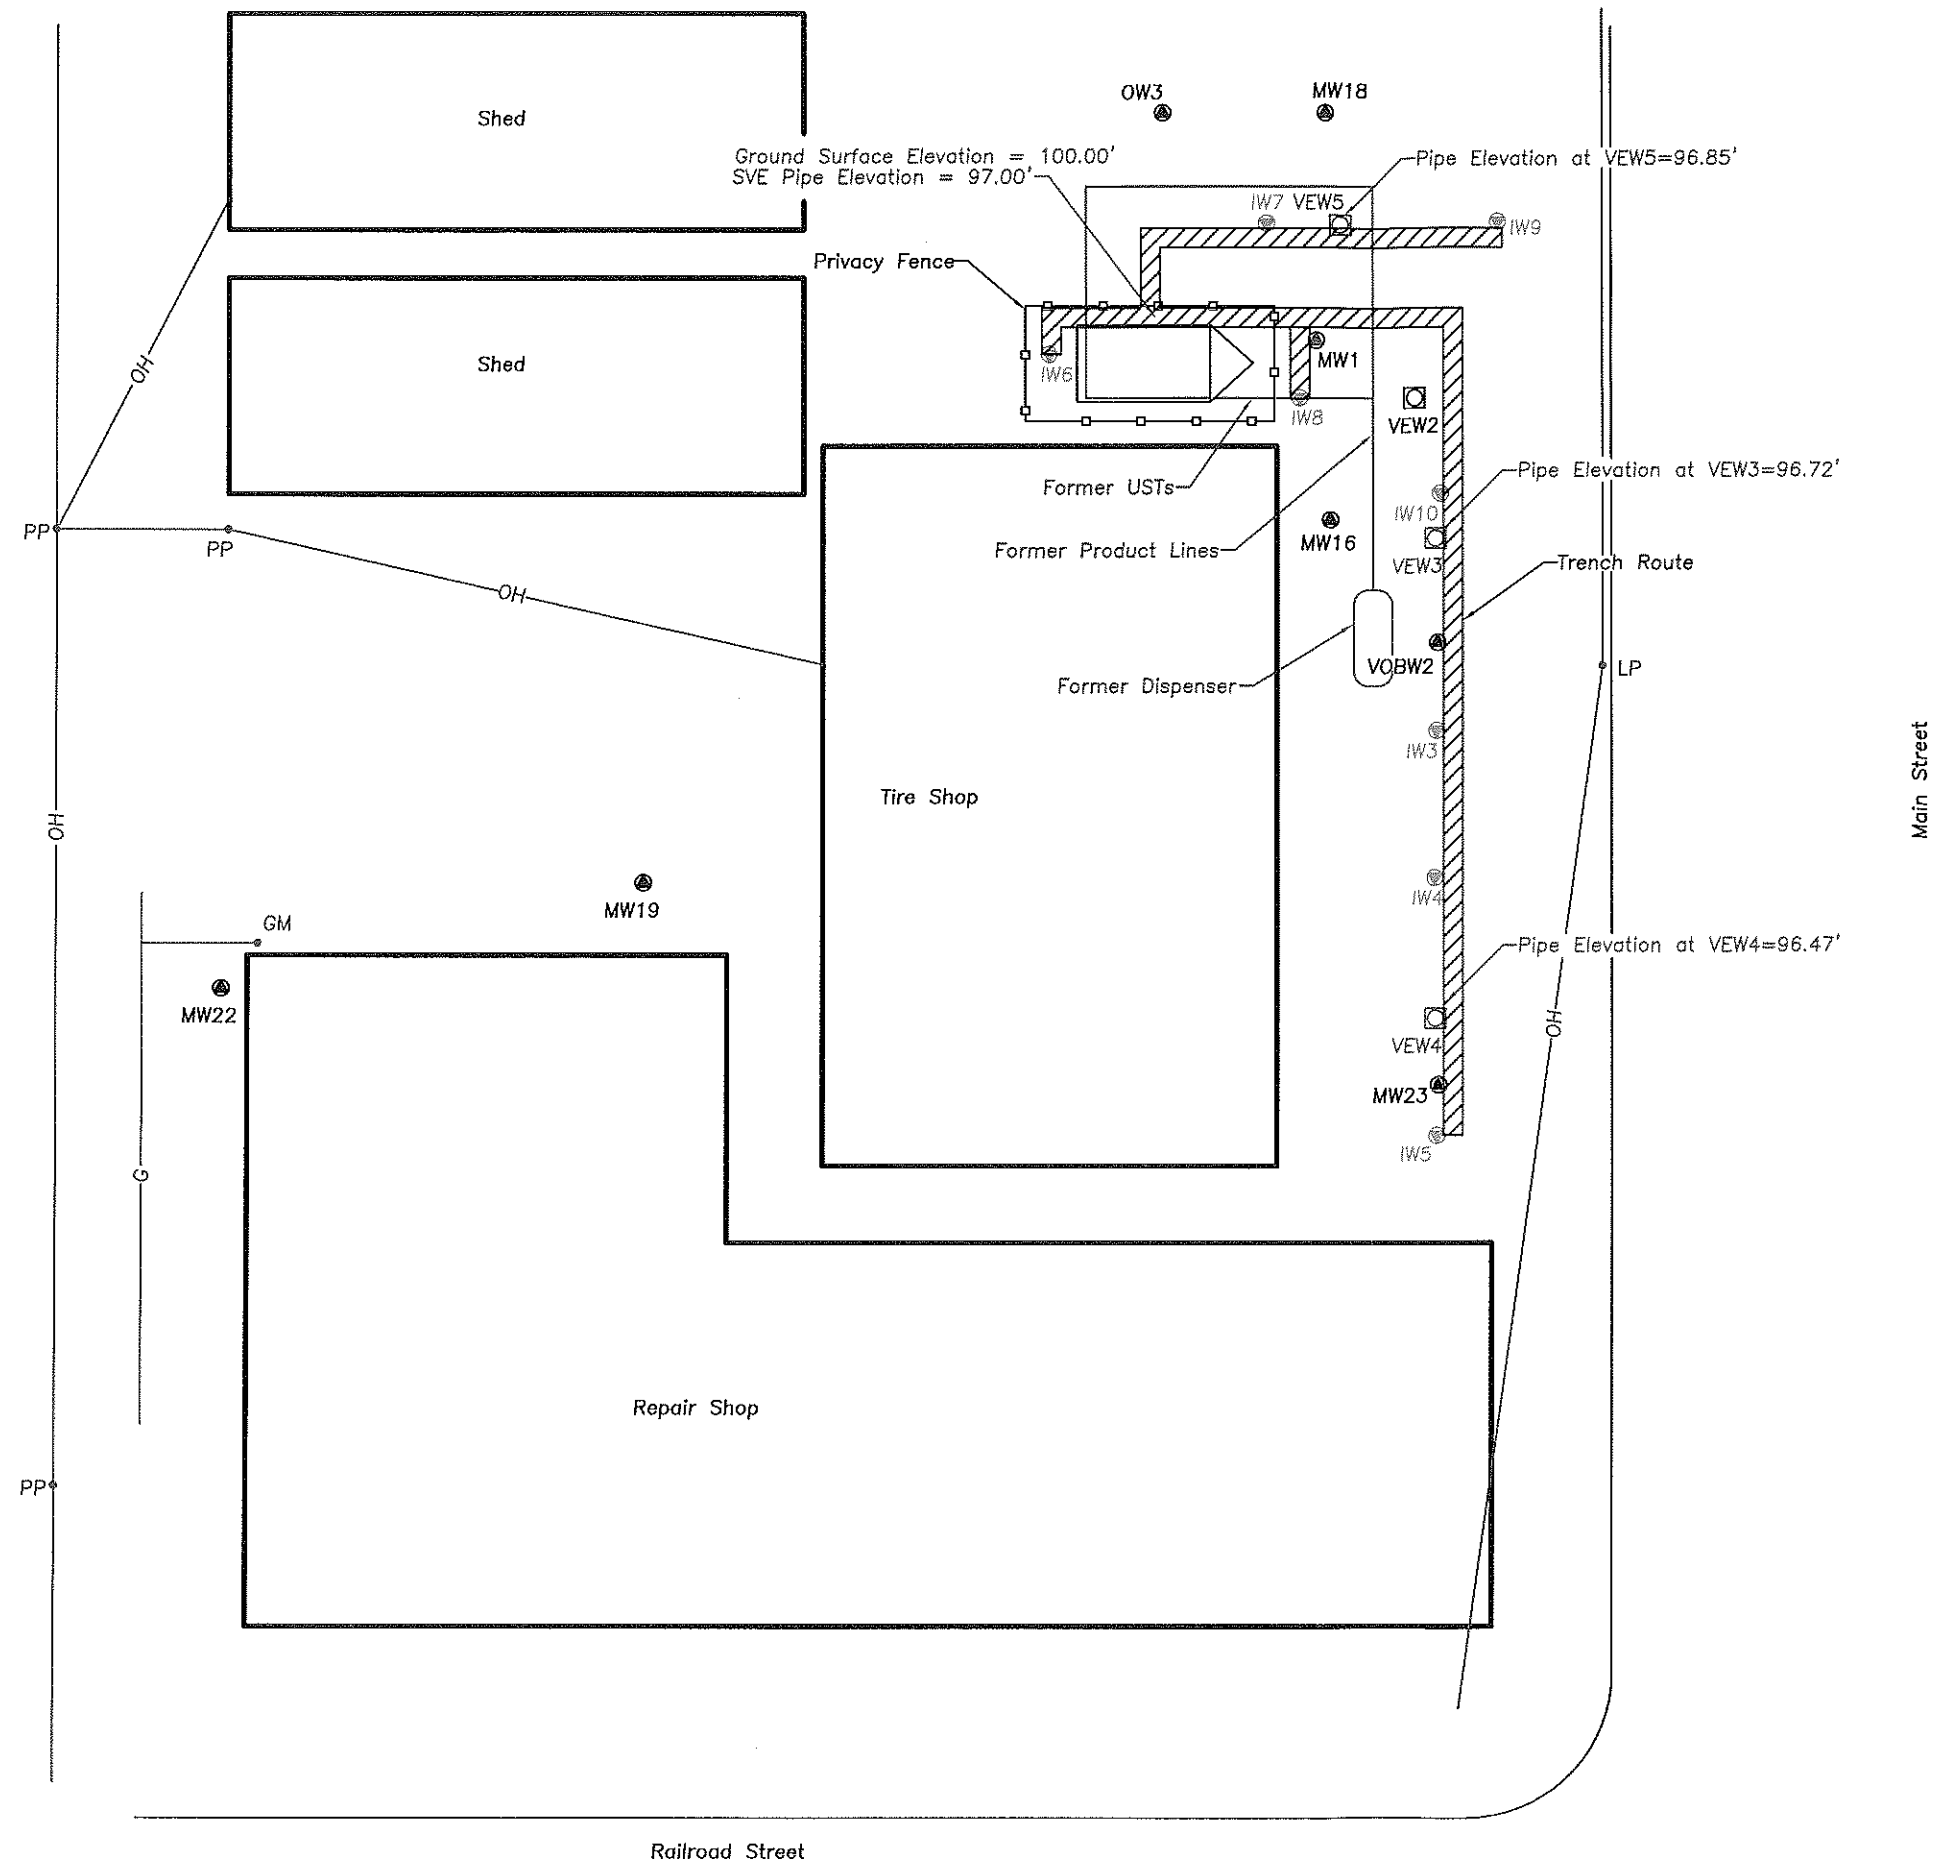 OW3
MW18
Shed
Ground Surface Elevation = 100.00'
SVE Pipe Elevation = 97.00'
Pipe Elevation at VEW5=96.85'
IW7
VEW5
IW9
Privacy Fence
Shed
OH
MW1
IW6
IW8
VEW2
Former USTs
Pipe Elevation at VEW3=96.72'
IW10
PP
PP
Former Product Lines
MW16
VEW3
Trench Route
OH
VOBW2
LP
Former Dispenser
IW3
Main Street
Tire Shop
OH
IW4
MW19
GM
Pipe Elevation at VEW4=96.47'
MW22
OH
VEW4
MW23
IW5
G
Repair Shop
PP
Railroad Street